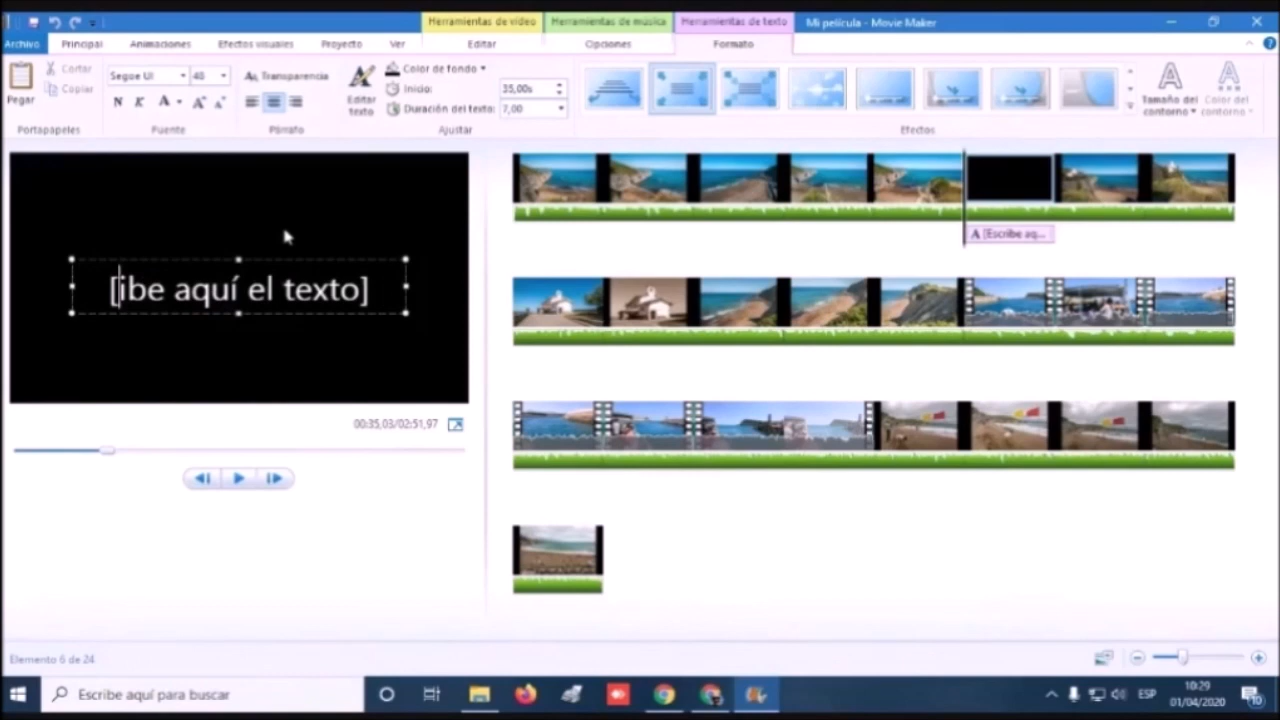 Herramientas de vídeo Herramientas de música Herramientas de texto Mi película - Movie Maker
Archivo Principal Animaciones Efectos visuales Proyecto Ver Editar Opciones Formato
Pegar
Cortar
Copiar
Portapapeles
Segoe UI 48
N K A A A
Fuente
Transparencia
Párrafo
Editar
texto
Color de fondo
Inicio: 35,00s
Duración del texto: 7,00
Ajustar
Efectos
Tamaño del
contorno
Color del
contorno
[ibe aquí el texto]
A [Escribe aq...
00:35,03/02:51,97
Elemento 6 de 24
Escribe aquí para buscar
ESP
10:29
01/04/2020
10